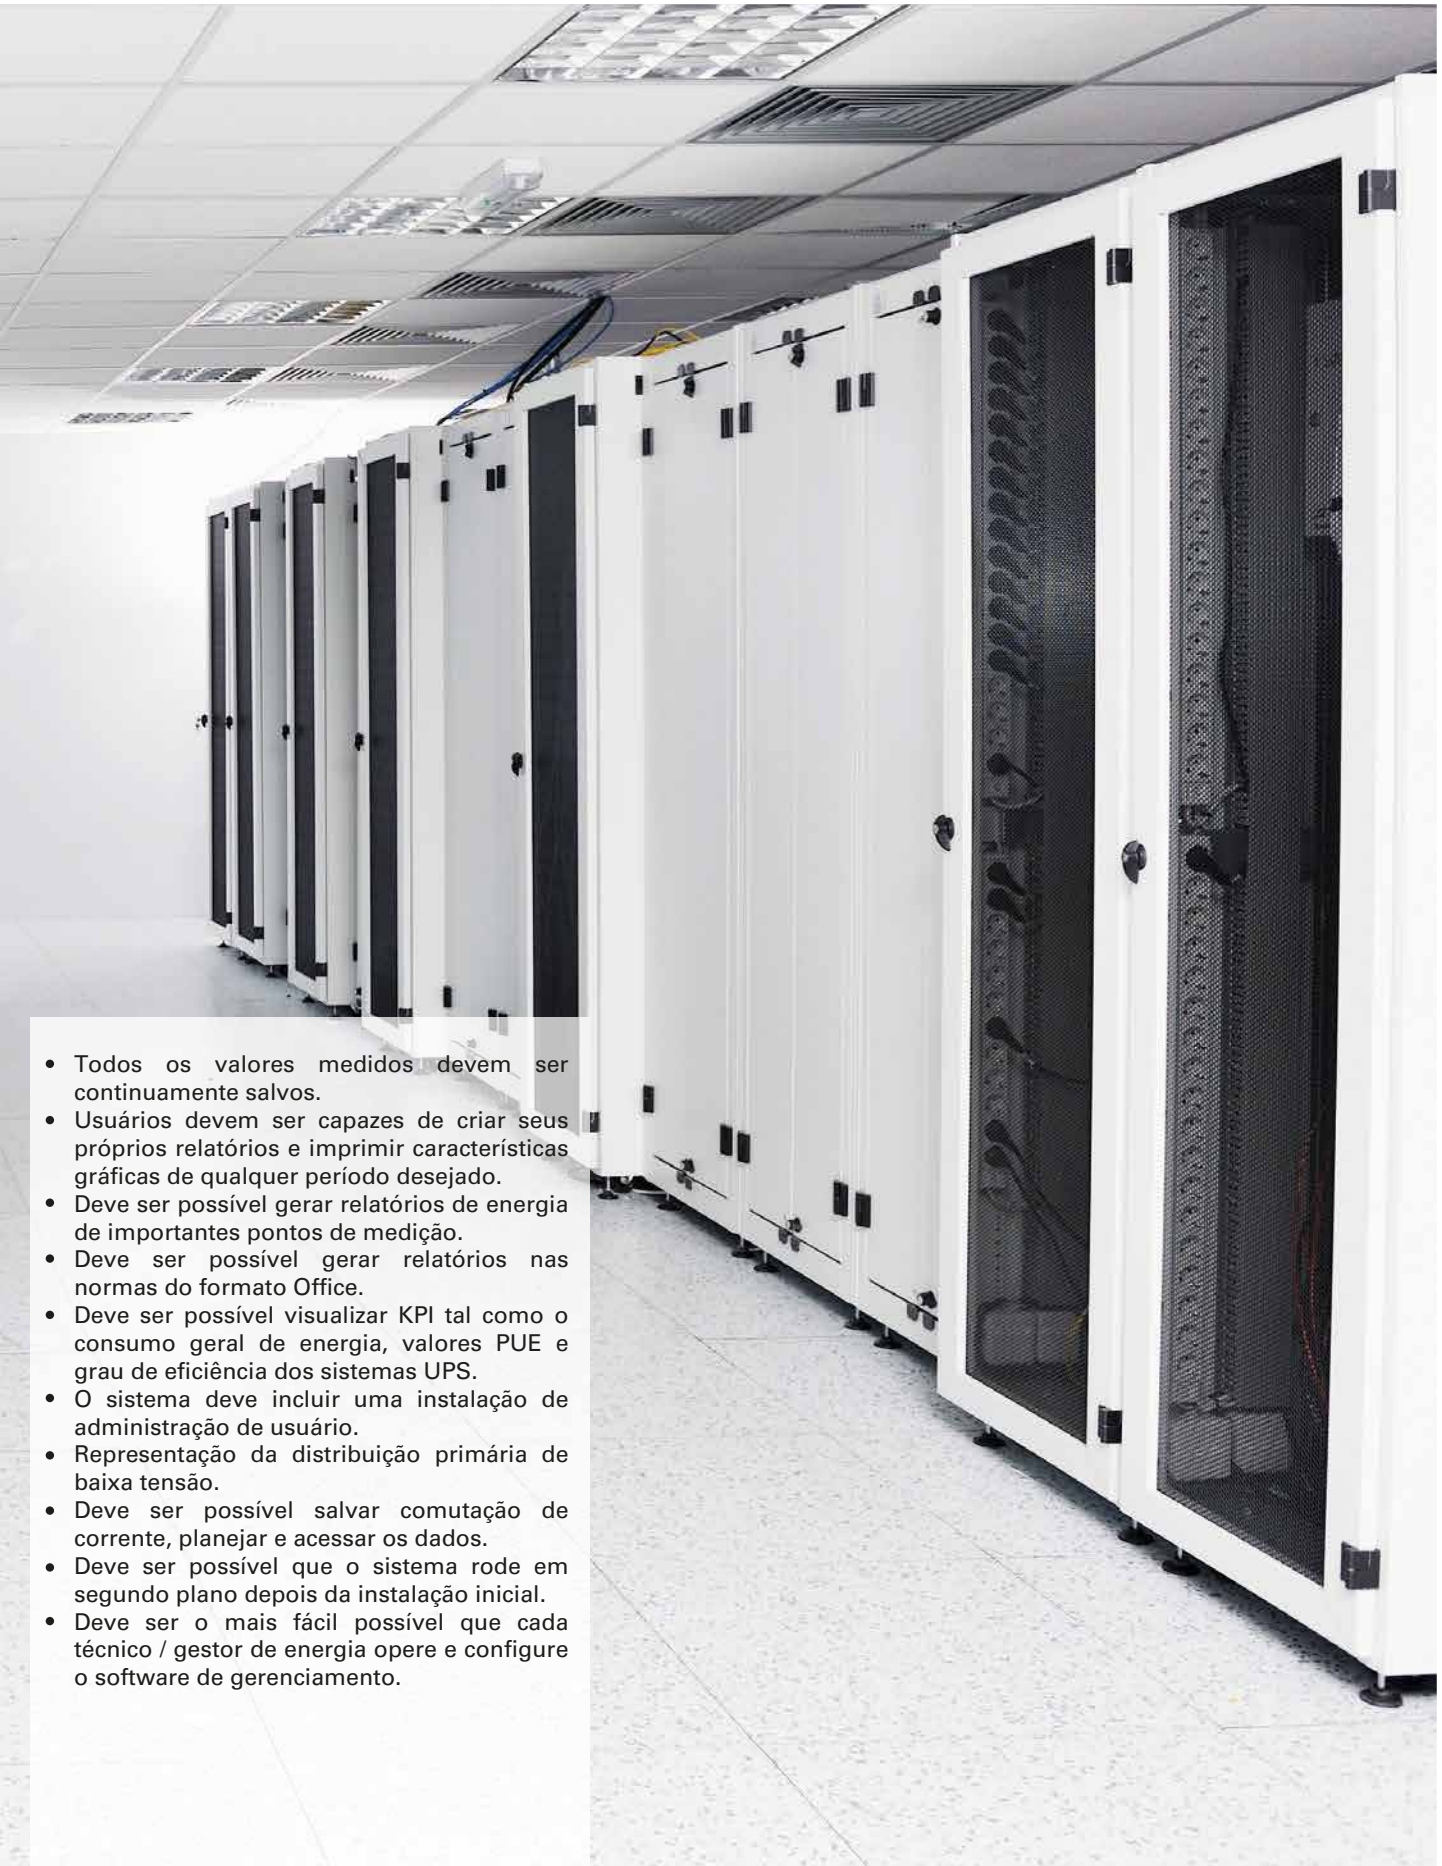 • Todos os valores medidos devem ser
continuamente salvos.
• Usuários devem ser capazes de criar seus
próprios relatórios e imprimir características
gráficas de qualquer período desejado.
• Deve ser possível gerar relatórios de energia
de importantes pontos de medição.
• Deve ser possível gerar relatórios nas
normas do formato Office.
• Deve ser possível visualizar KPI tal como o
consumo geral de energia, valores PUE e
grau de eficiência dos sistemas UPS.
• O sistema deve incluir uma instalação de
administração de usuário.
• Representação da distribuição primária de
baixa tensão.
• Deve ser possível salvar comutação de
corrente, planejar e acessar os dados.
• Deve ser possível que o sistema rode em
segundo plano depois da instalação inicial.
• Deve ser o mais fácil possível que cada
técnico / gestor de energia opere e configure
o software de gerenciamento.